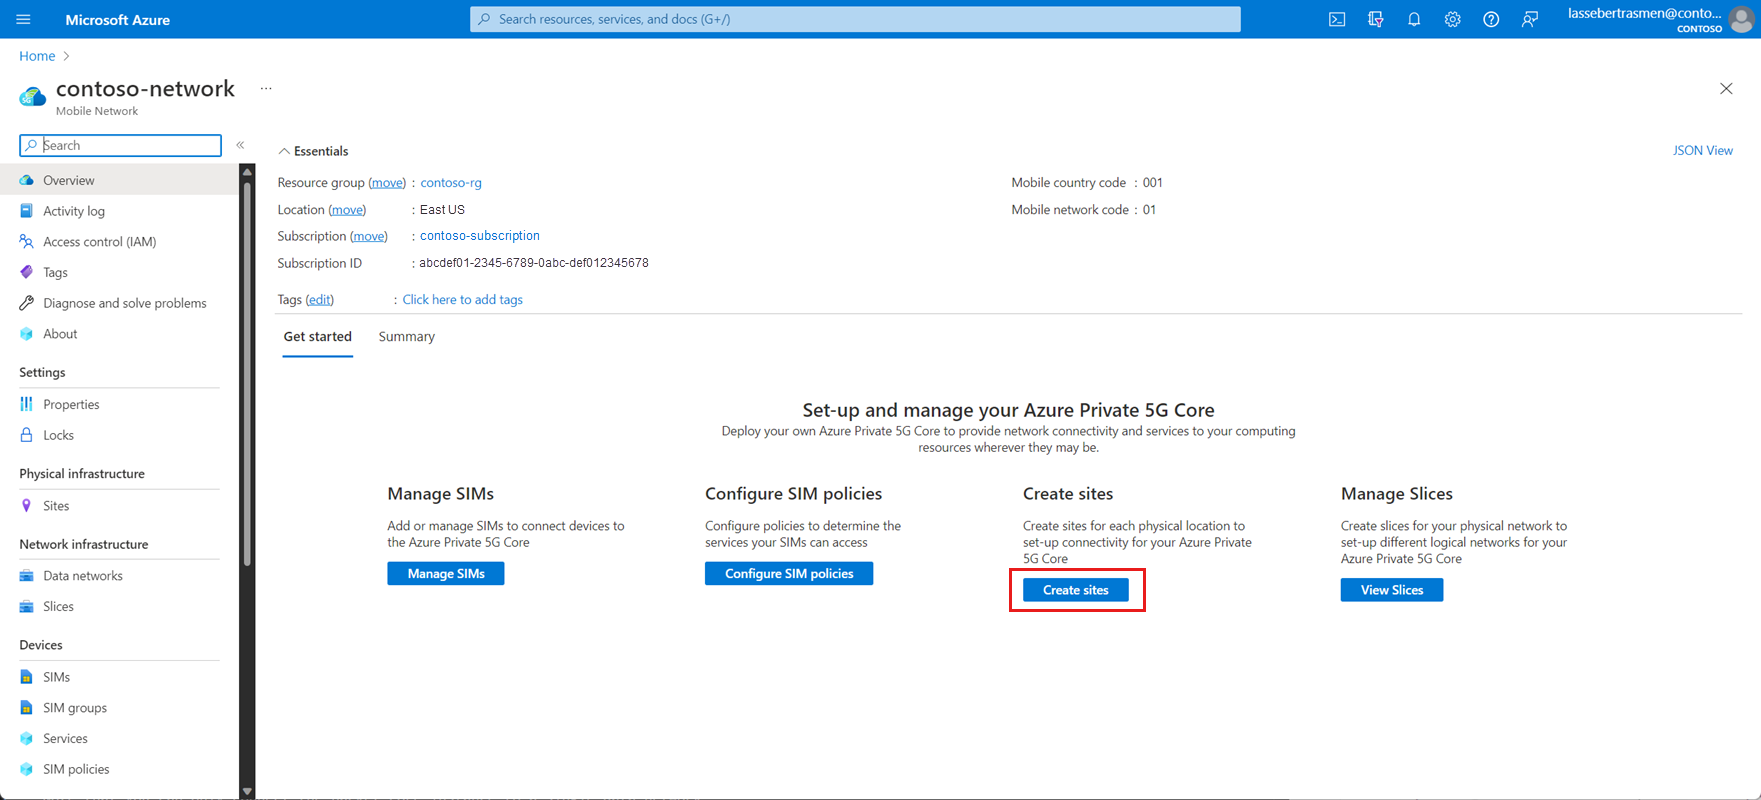 Microsoft Azure
Search resources, services, and docs (G+/)
lassebertrasmen@conto...
CONTOSO
Home
contoso-network ...
5G
Mobile Network
Search
«
Essentials
JSON View
Overview
Activity log
Access control (IAM)
Tags
Diagnose and solve problems
About
Settings
Properties
Locks
Physical infrastructure
Sites
Network infrastructure
Data networks
Slices
Devices
SIMs
SIM groups
Services
SIM policies
Resource group (move) : contoso-rg
Location (move) : East US
Subscription (move) : contoso-subscription
Subscription ID : abcdef01-2345-6789-0abc-def012345678
Tags (edit) : Click here to add tags
Mobile country code : 001
Mobile network code : 01
Get started Summary
Set-up and manage your Azure Private 5G Core
Deploy your own Azure Private 5G Core to provide network connectivity and services to your computing
resources wherever they may be.
Manage SIMs
Add or manage SIMs to connect devices to
the Azure Private 5G Core
Manage SIMs
Configure SIM policies
Configure policies to determine the
services your SIMs can access
Configure SIM policies
Create sites
Create sites for each physical location to
set-up connectivity for your Azure Private
5G Core
Create sites
Manage Slices
Create slices for your physical network to
set-up different logical networks for your
Azure Private 5G Core
View Slices